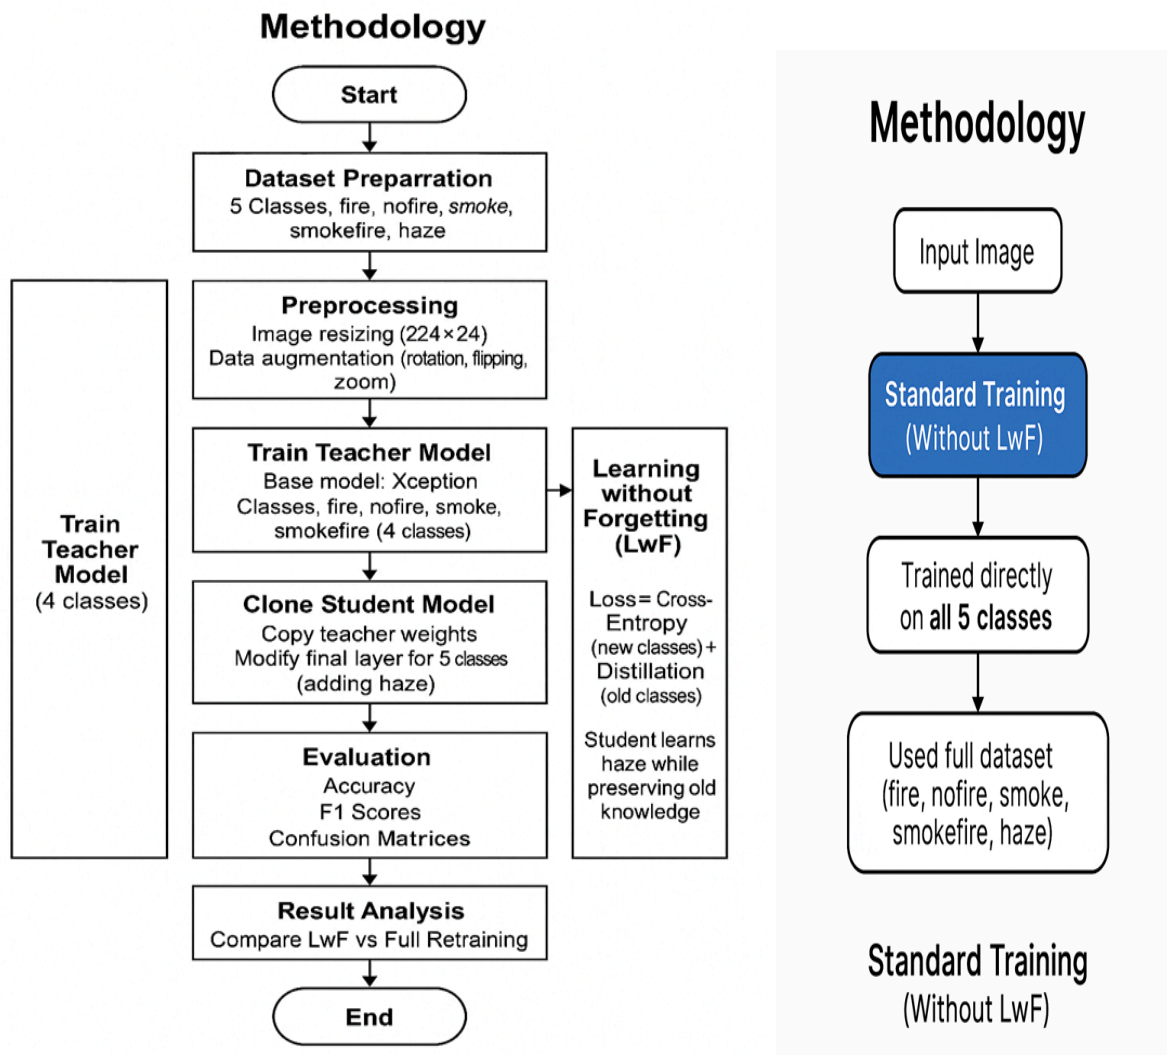 Methodology
Start
Dataset Preparration
5 Classes, fire, nofire, smoke,
smokefire, haze
Preprocessing
Image resizing (224×24)
Data augmentation (rotation, flipping,
zoom)
Train Teacher Model
Base model: Xception
Classes, fire, nofire, smoke,
smokefire (4 classes)
Clone Student Model
Copy teacher weights
Modify final layer for 5 classes
(adding haze)
Evaluation
Accuracy
F1 Scores
Confusion Matrices
Result Analysis
Compare LwF vs Full Retraining
End
Train
Teacher
Model
(4 classes)
Learning
without
Forgetting
(LwF)
Loss= Cross-
Entropy
(new classes) +
Distillation
(old classes)
Student learns
haze while
preserving old
knowledge
Methodology
Input Image
Standard Training
(Without LwF)
Trained directly
on all 5 classes
Used full dataset
(fire, nofire, smoke,
smokefire, haze)
Standard Training
(Without LwF)